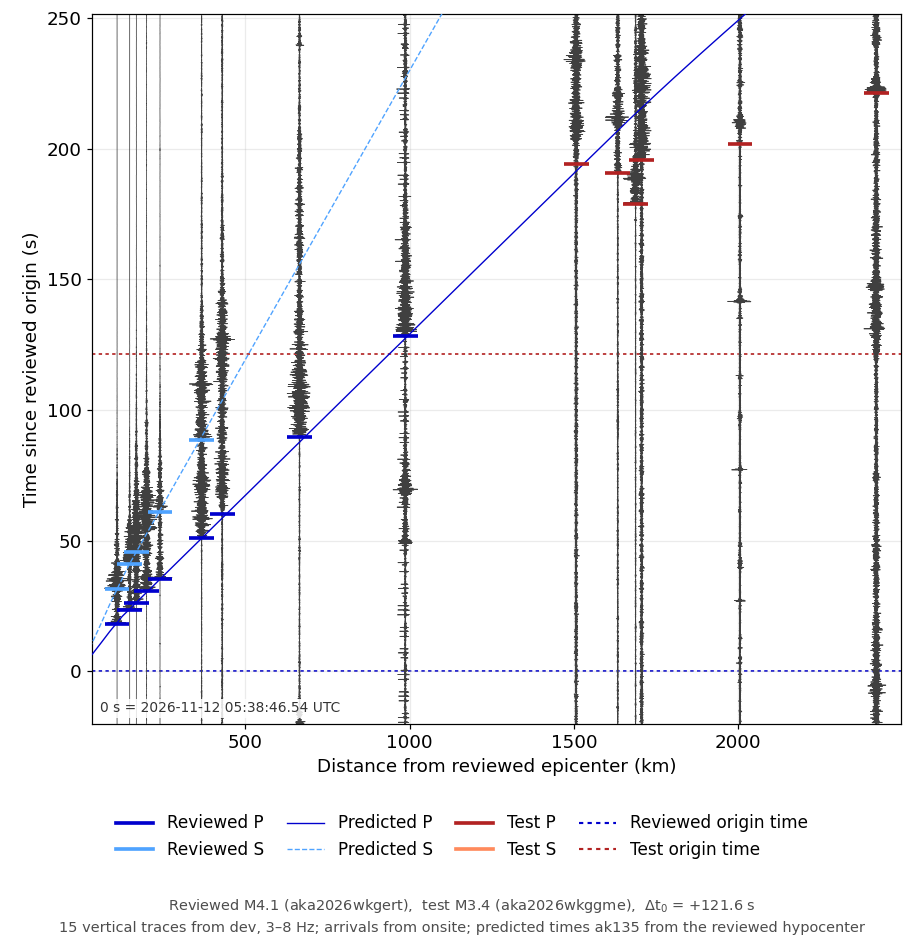 250
200
150
100
50
0
Time since reviewed origin (s)
0 s = 2026-11-12 05:38:46.54 UTC
500
1000
1500
2000
Distance from reviewed epicenter (km)
Reviewed P
Predicted P
Test P
Reviewed origin time
Reviewed S
Predicted S
Test S
Test origin time
Reviewed M4.1 (aka2026wkgert), test M3.4 (aka2026wkggme), Δt₀ = +121.6 s
15 vertical traces from dev, 3–8 Hz; arrivals from onsite; predicted times ak135 from the reviewed hypocenter